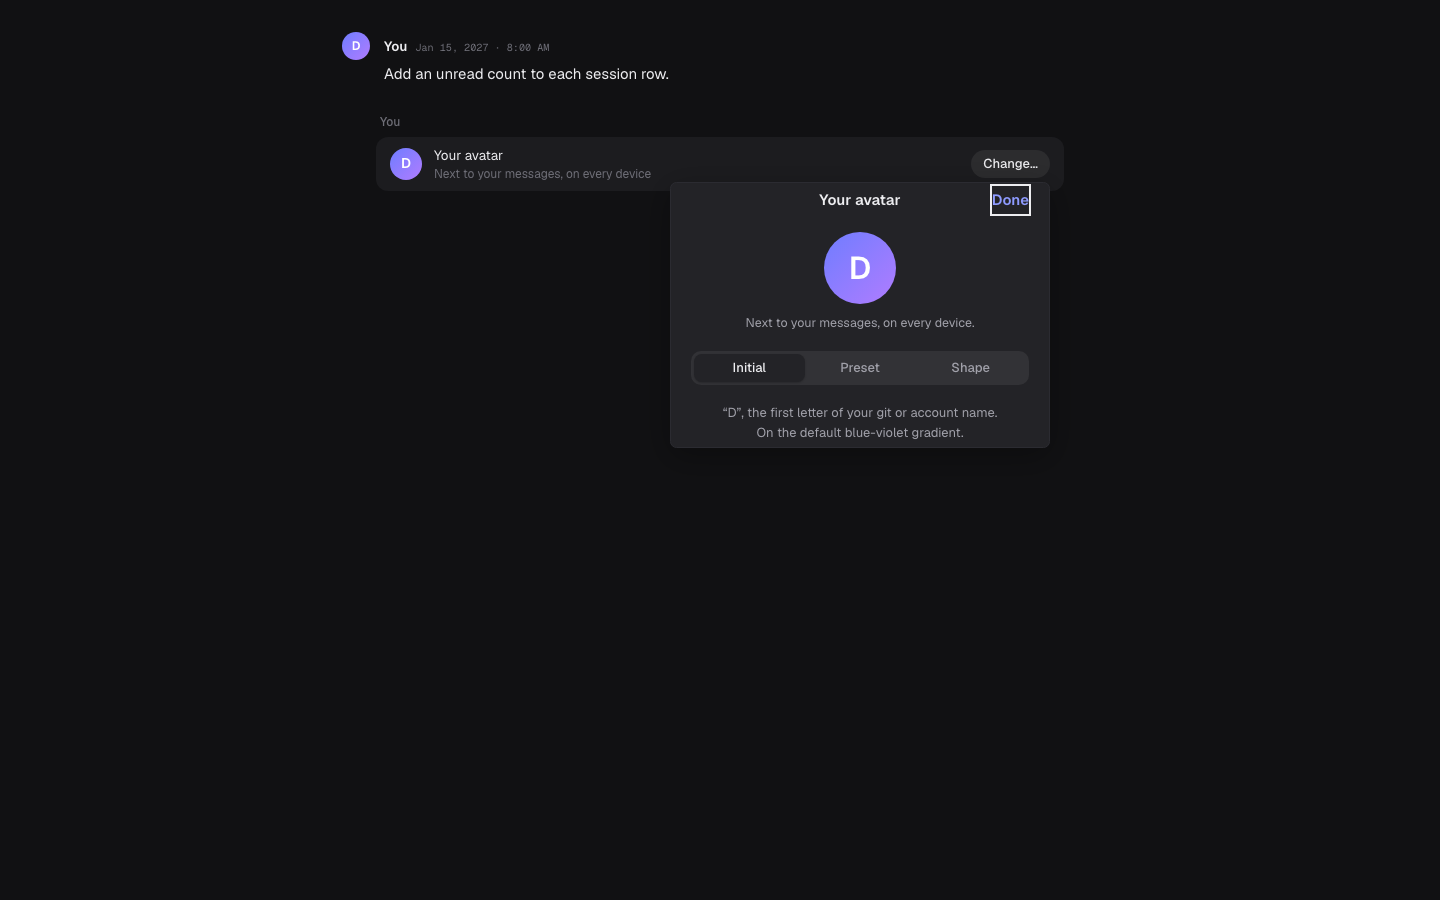 D
You Jan 15, 2027 · 8:00 AM
Add an unread count to each session row.
You
D
Your avatar
Next to your messages, on every device
Change…
Your avatar
Done
D
Next to your messages, on every device.
Initial Preset Shape
“D”, the first letter of your git or account name.
On the default blue-violet gradient.